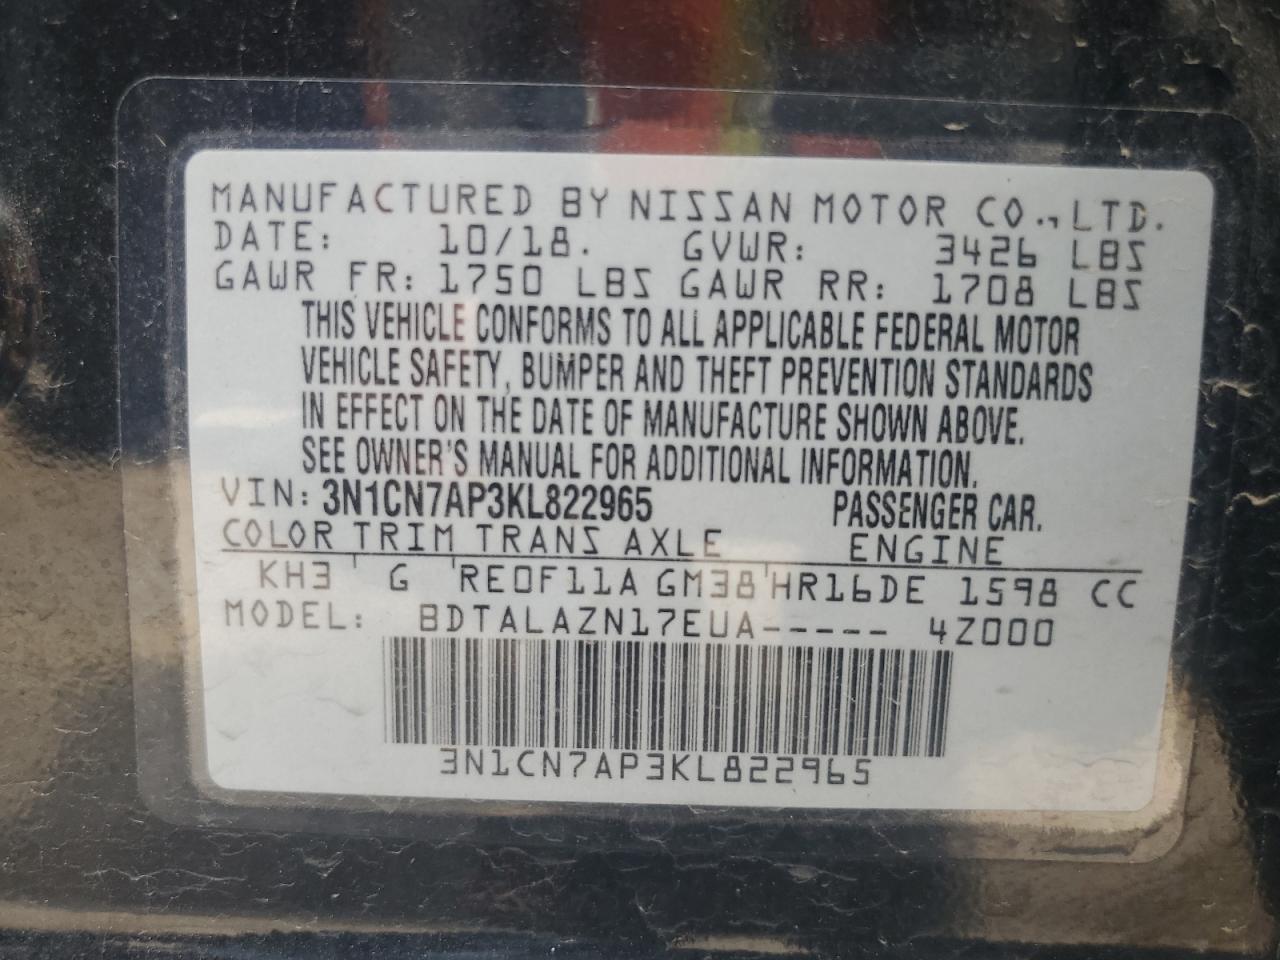 MANUFACTURED BY NISSAN MOTOR CO., LTD.
DATE: 10/18. GVWR: 3426 LBS
GAWR FR: 1750 LBS GAWR RR: 1708 LBS
THIS VEHICLE CONFORMS TO ALL APPLICABLE FEDERAL MOTOR
VEHICLE SAFETY, BUMPER AND THEFT PREVENTION STANDARDS
IN EFFECT ON THE DATE OF MANUFACTURE SHOWN ABOVE.
SEE OWNER'S MANUAL FOR ADDITIONAL INFORMATION.
VIN: 3N1CN7AP3KL822965 PASSENGER CAR.
COLOR TRIM TRANS AXLE ENGINE
KH3 G RE0F11A GM38 HR16DE 1598 CC
MODEL: BDTALAZN17EUA----- 4Z000
3N1CN7AP3KL822965